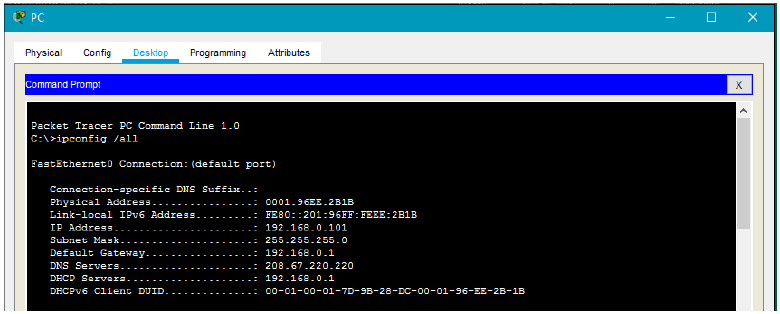 PC
Physical Config Desktop Programming Attributes
Command Prompt X
Packet Tracer PC Command Line 1.0
C:\>ipconfig /all
FastEthernet0 Connection:(default port)
Connection-specific DNS Suffix..:
Physical Address................: 0001.96EE.2B1B
Link-local IPv6 Address.........: FE80::201:96FF:FEEE:2B1B
IP Address......................: 192.168.0.101
Subnet Mask.....................: 255.255.255.0
Default Gateway.................: 192.168.0.1
DNS Servers.....................: 208.67.220.220
DHCP Servers....................: 192.168.0.1
DHCPv6 Client DUID..............: 00-01-00-01-7D-9B-28-DC-00-01-96-EE-2B-1B